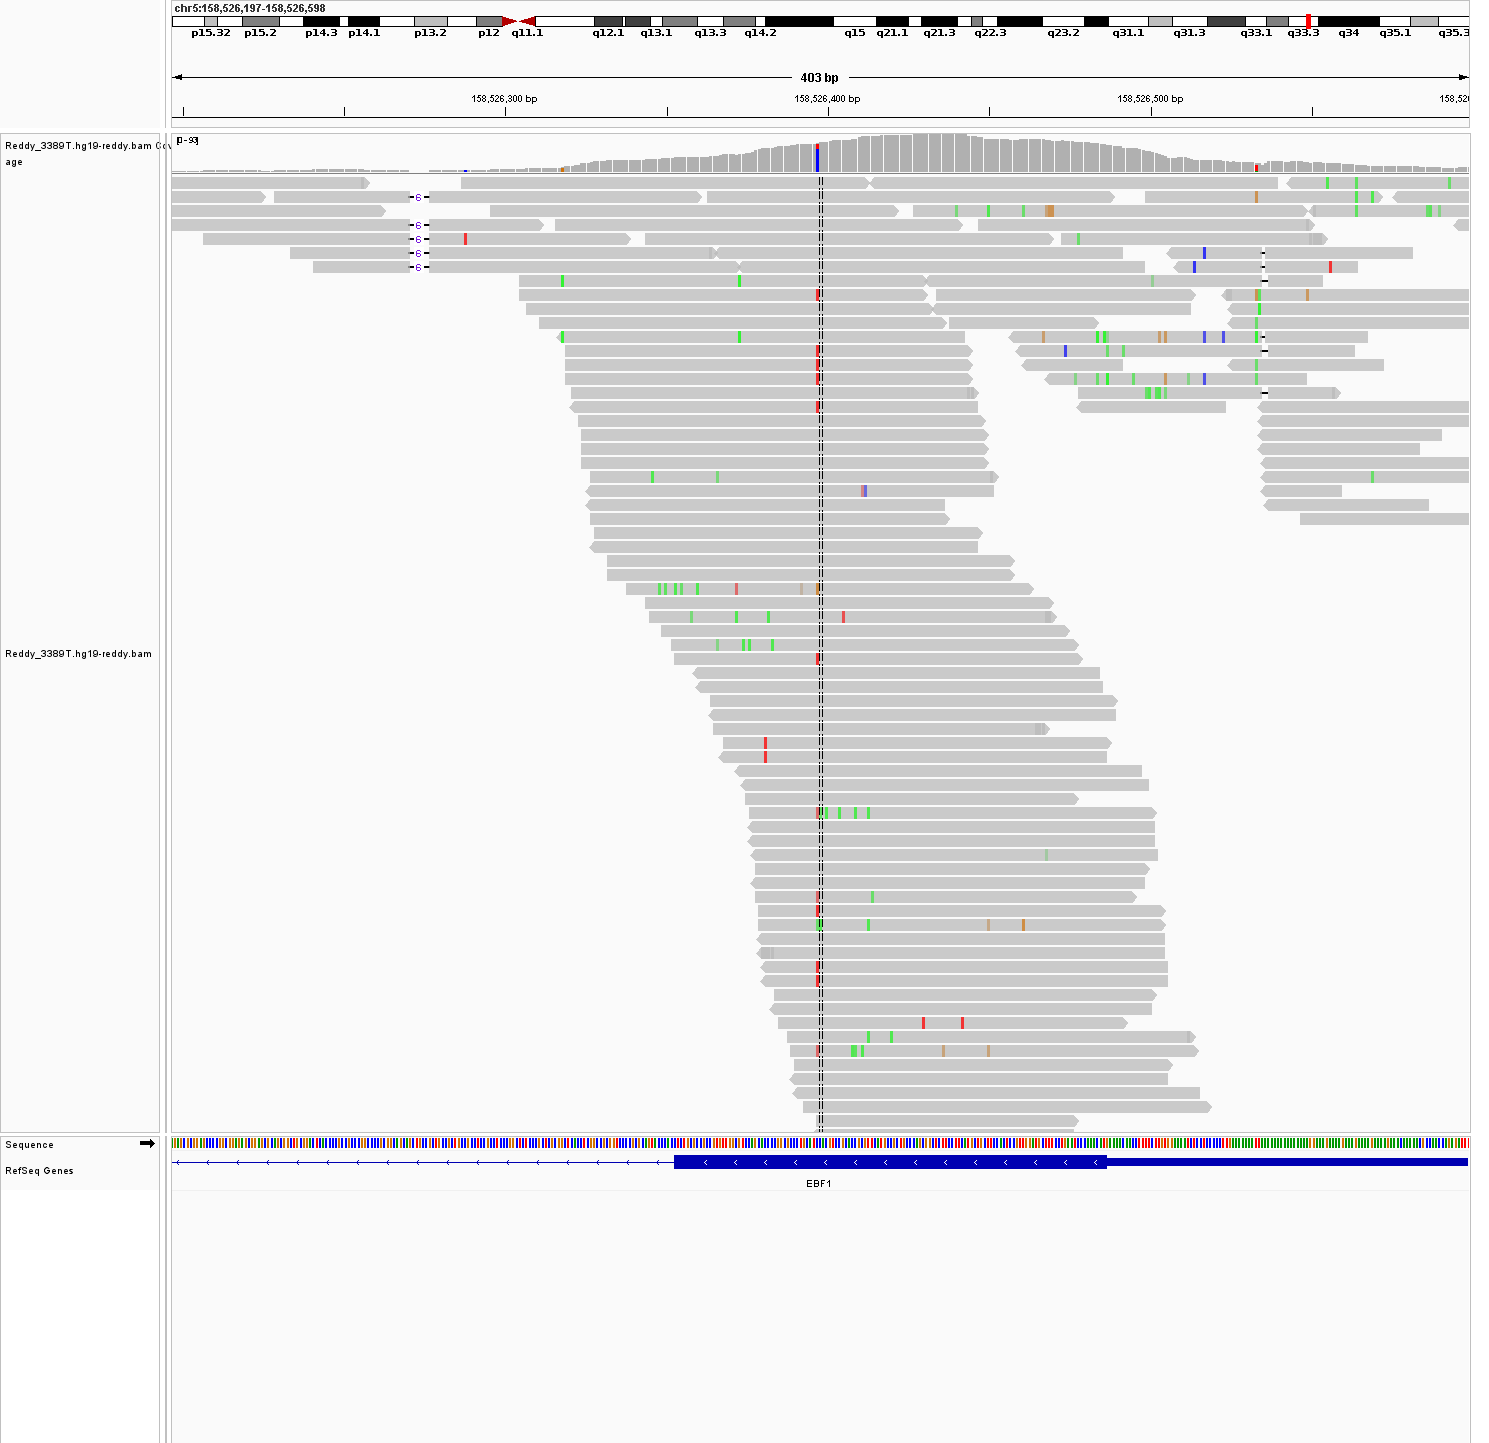 chr5:158,526,197-158,526,598
p15.32 p15.2 p14.3 p14.1 p13.2 p12 q11.1 q12.1 q13.1 q13.3 q14.2 q15 q21.1 q21.3 q22.3 q23.2 q31.1 q31.3 q33.1 q33.3 q34 q35.1 q35.3
403 bp
158,526,300 bp 158,526,400 bp 158,526,500 bp 158,520
Reddy_3389T.hg19-reddy.bam Cov
age
[0 - 93]
6
6
6
6
6
Reddy_3389T.hg19-reddy.bam
Sequence
RefSeq Genes
EBF1